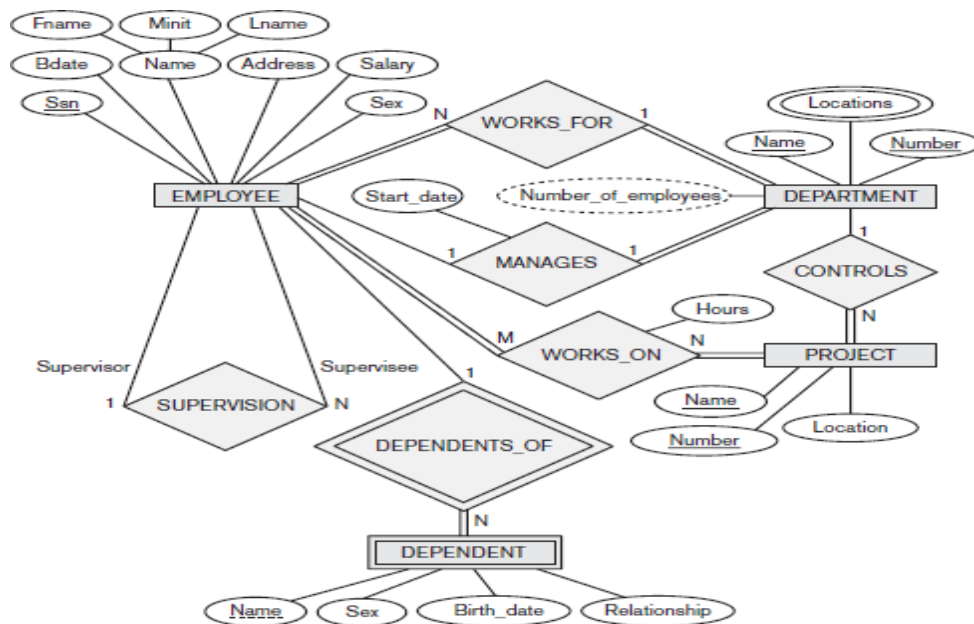 Fname
Minit
Lname
Bdate
Name
Address
Salary
Ssn
Sex
N
WORKS_FOR
1
Locations
Name
Number
EMPLOYEE
Start_date
Number_of_employees
DEPARTMENT
1
MANAGES
1
1
CONTROLS
Hours
N
M
WORKS_ON
N
PROJECT
Supervisor
Supervisee
1
SUPERVISION
N
1
Name
Location
Number
DEPENDENTS_OF
N
DEPENDENT
Name
Sex
Birth_date
Relationship